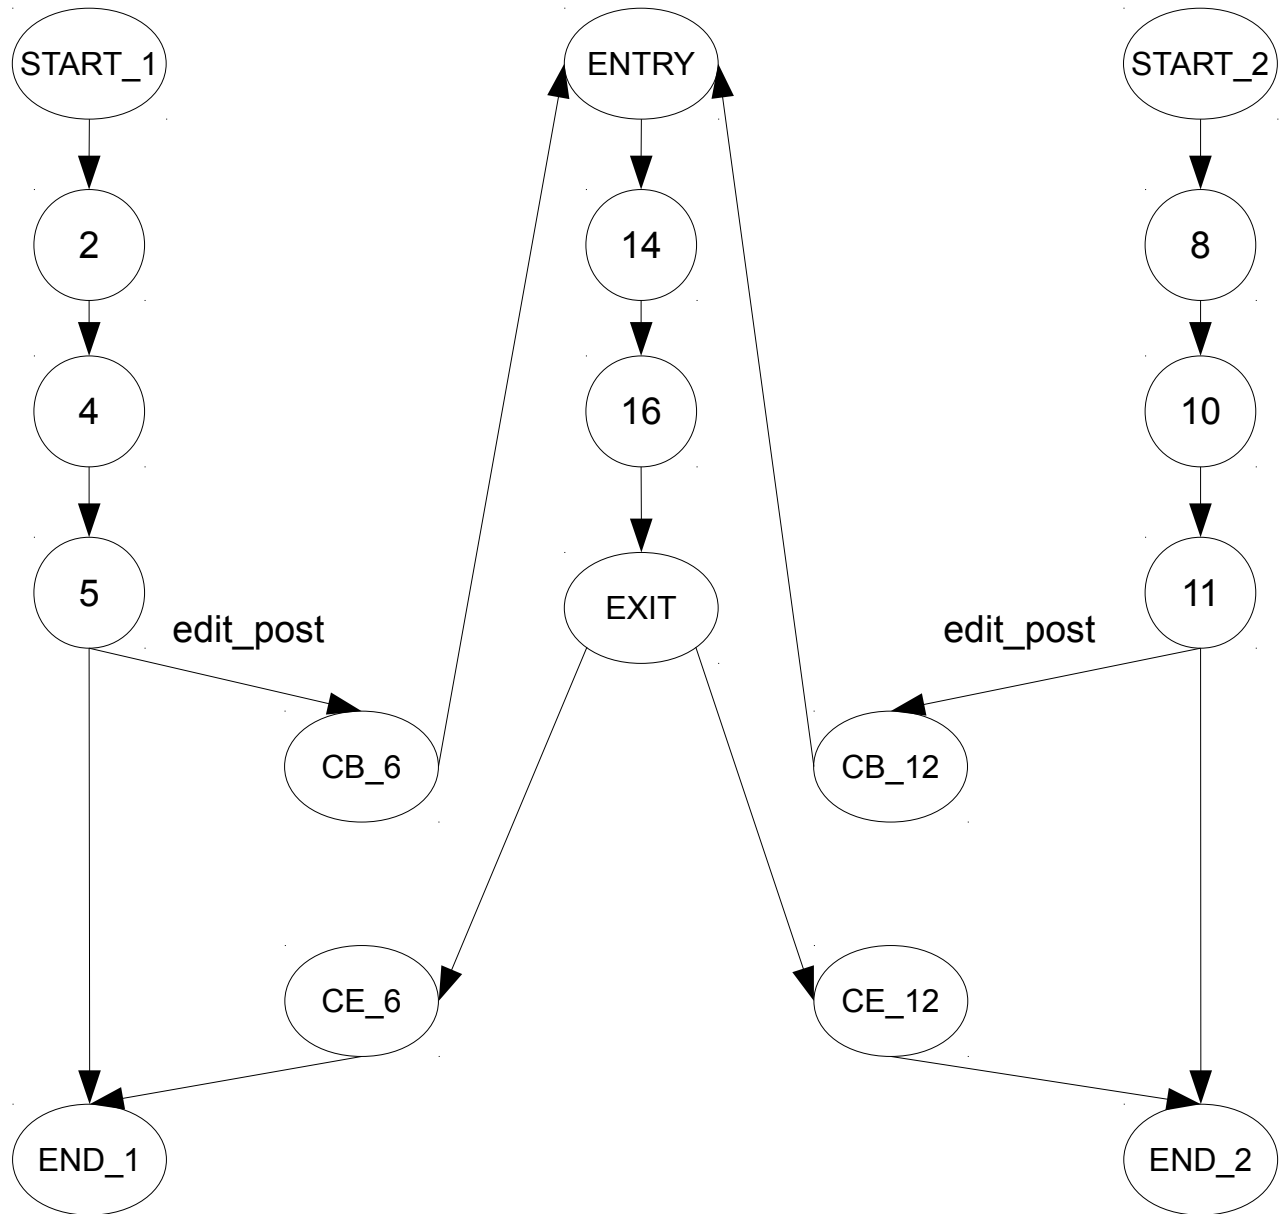 START_1
ENTRY
START_2
2
14
8
4
16
10
5
EXIT
11
edit_post
edit_post
CB_6
CB_12
CE_6
CE_12
END_1
END_2